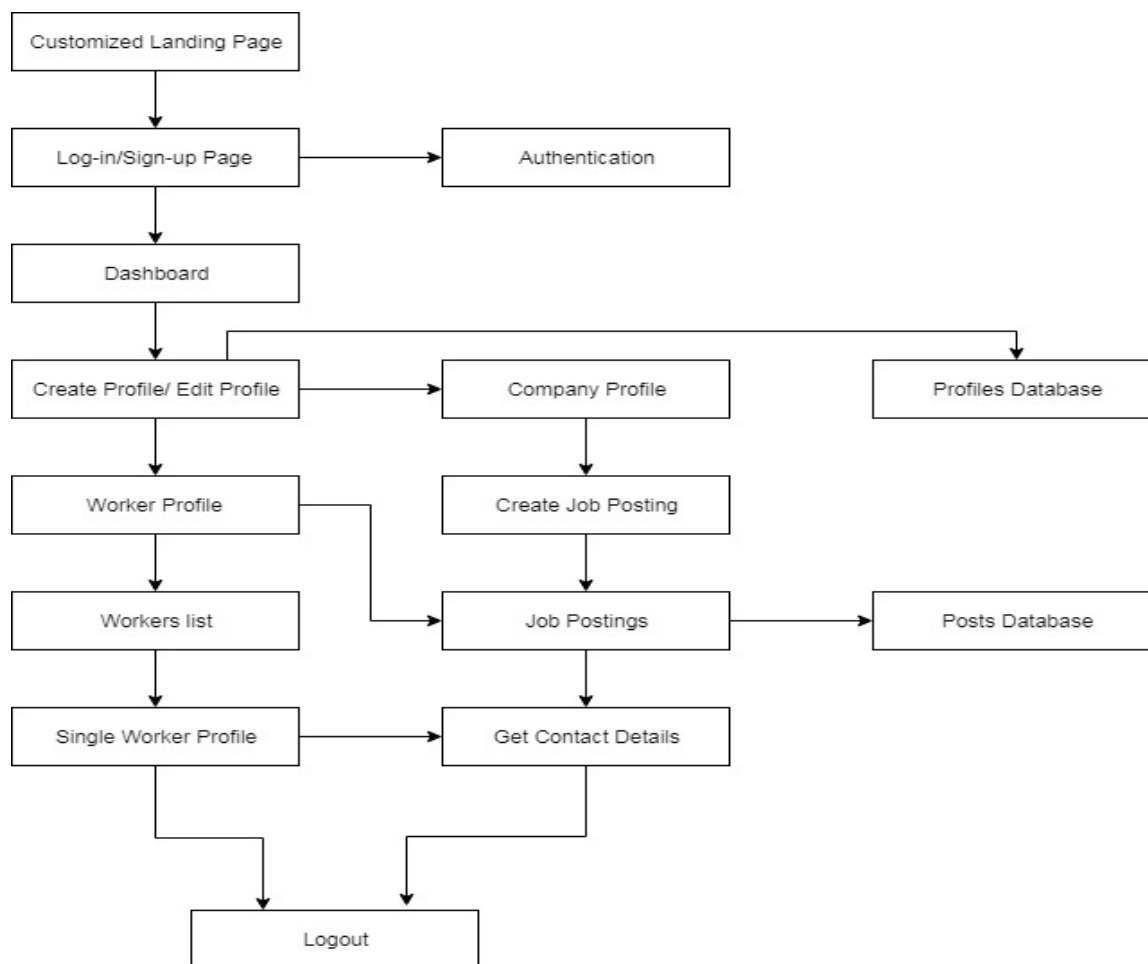 Customized Landing Page
Log-in/Sign-up Page
Authentication
Dashboard
Create Profile/ Edit Profile
Company Profile
Profiles Database
Worker Profile
Create Job Posting
Workers list
Job Postings
Posts Database
Single Worker Profile
Get Contact Details
Logout